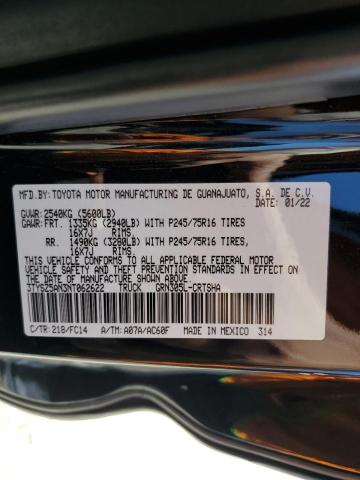 MFD.BY:TOYOTA MOTOR MANUFACTURING DE GUANAJUATO, S.A. DE C.V.
DATE: 01/22
GVWR:2540KG (5600LB)
GAWR:FRT. 1335KG (2940LB) WITH P245/75R16 TIRES
16X7J RIMS
RR. 1490KG (3280LB) WITH P245/75R16 TIRES,
16X7J RIMS
THIS VEHICLE CONFORMS TO ALL APPLICABLE FEDERAL MOTOR
VEHICLE SAFETY AND THEFT PREVENTION STANDARDS IN EFFECT ON
THE DATE OF MANUFACTURE SHOWN ABOVE.
3TYSZ5AN3NT062622 TRUCK GRN305L-CRTSHA
C/TR:218/FC14 A/TM:A07A/AC60F MADE IN MEXICO 314